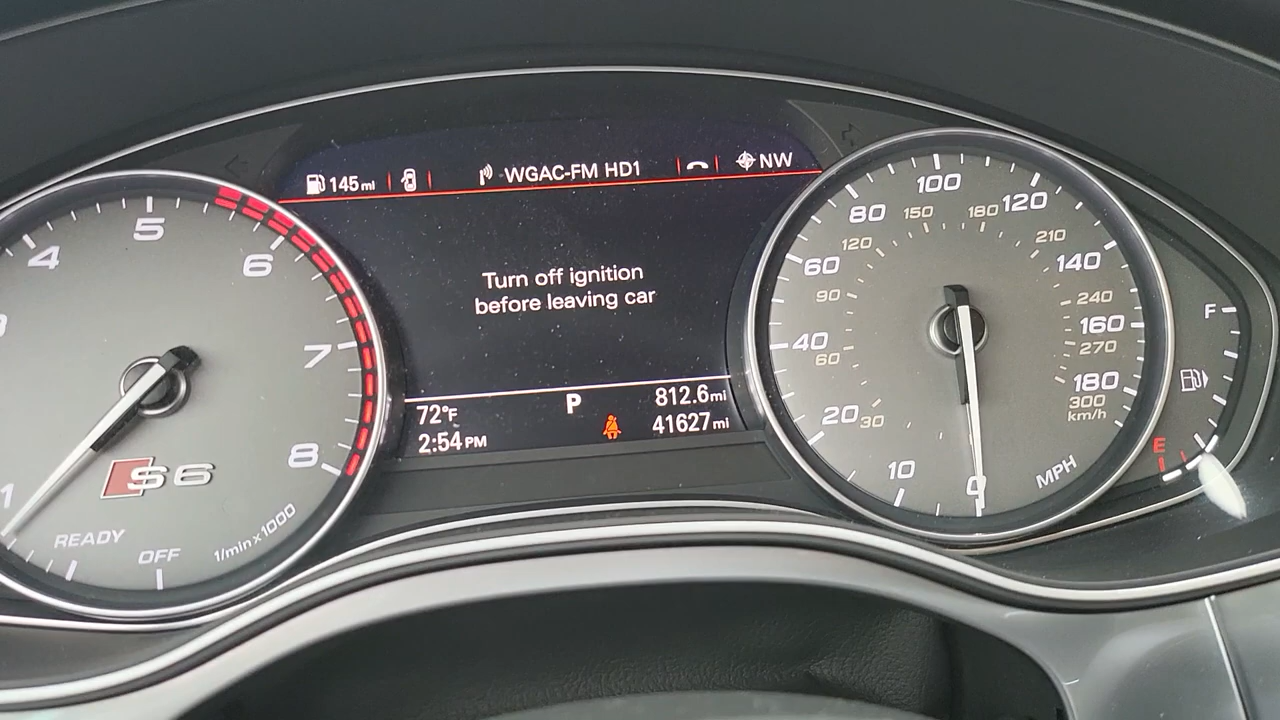 145 mi
WGAC-FM HD1
NW
Turn off ignition
before leaving car
72°F
P
812.6 mi
2:54 PM
41627 mi
1
4
5
6
7
8
S6
READY
OFF
1/min x 1000
0
10
20
40
60
80
100
120
140
160
180
30
60
90
120
150
180
210
240
270
300
km/h
MPH
F
E